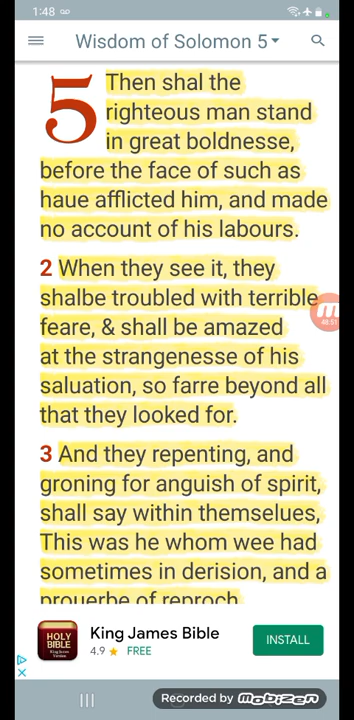 1:48
Wisdom of Solomon 5
5 Then shal the
righteous man stand
in great boldnesse,
before the face of such as
haue afflicted him, and made
no account of his labours.
2 When they see it, they
shalbe troubled with terrible
feare, & shall be amazed
at the strangenesse of his
saluation, so farre beyond all
that they looked for.
3 And they repenting, and
groning for anguish of spirit,
shall say within themselues,
This was he whom wee had
sometimes in derision, and a
prouerbe of reproch
48:51
HOLY
BIBLE
King James
Version
King James Bible
4.9 ★ FREE
INSTALL
Recorded by mobizen